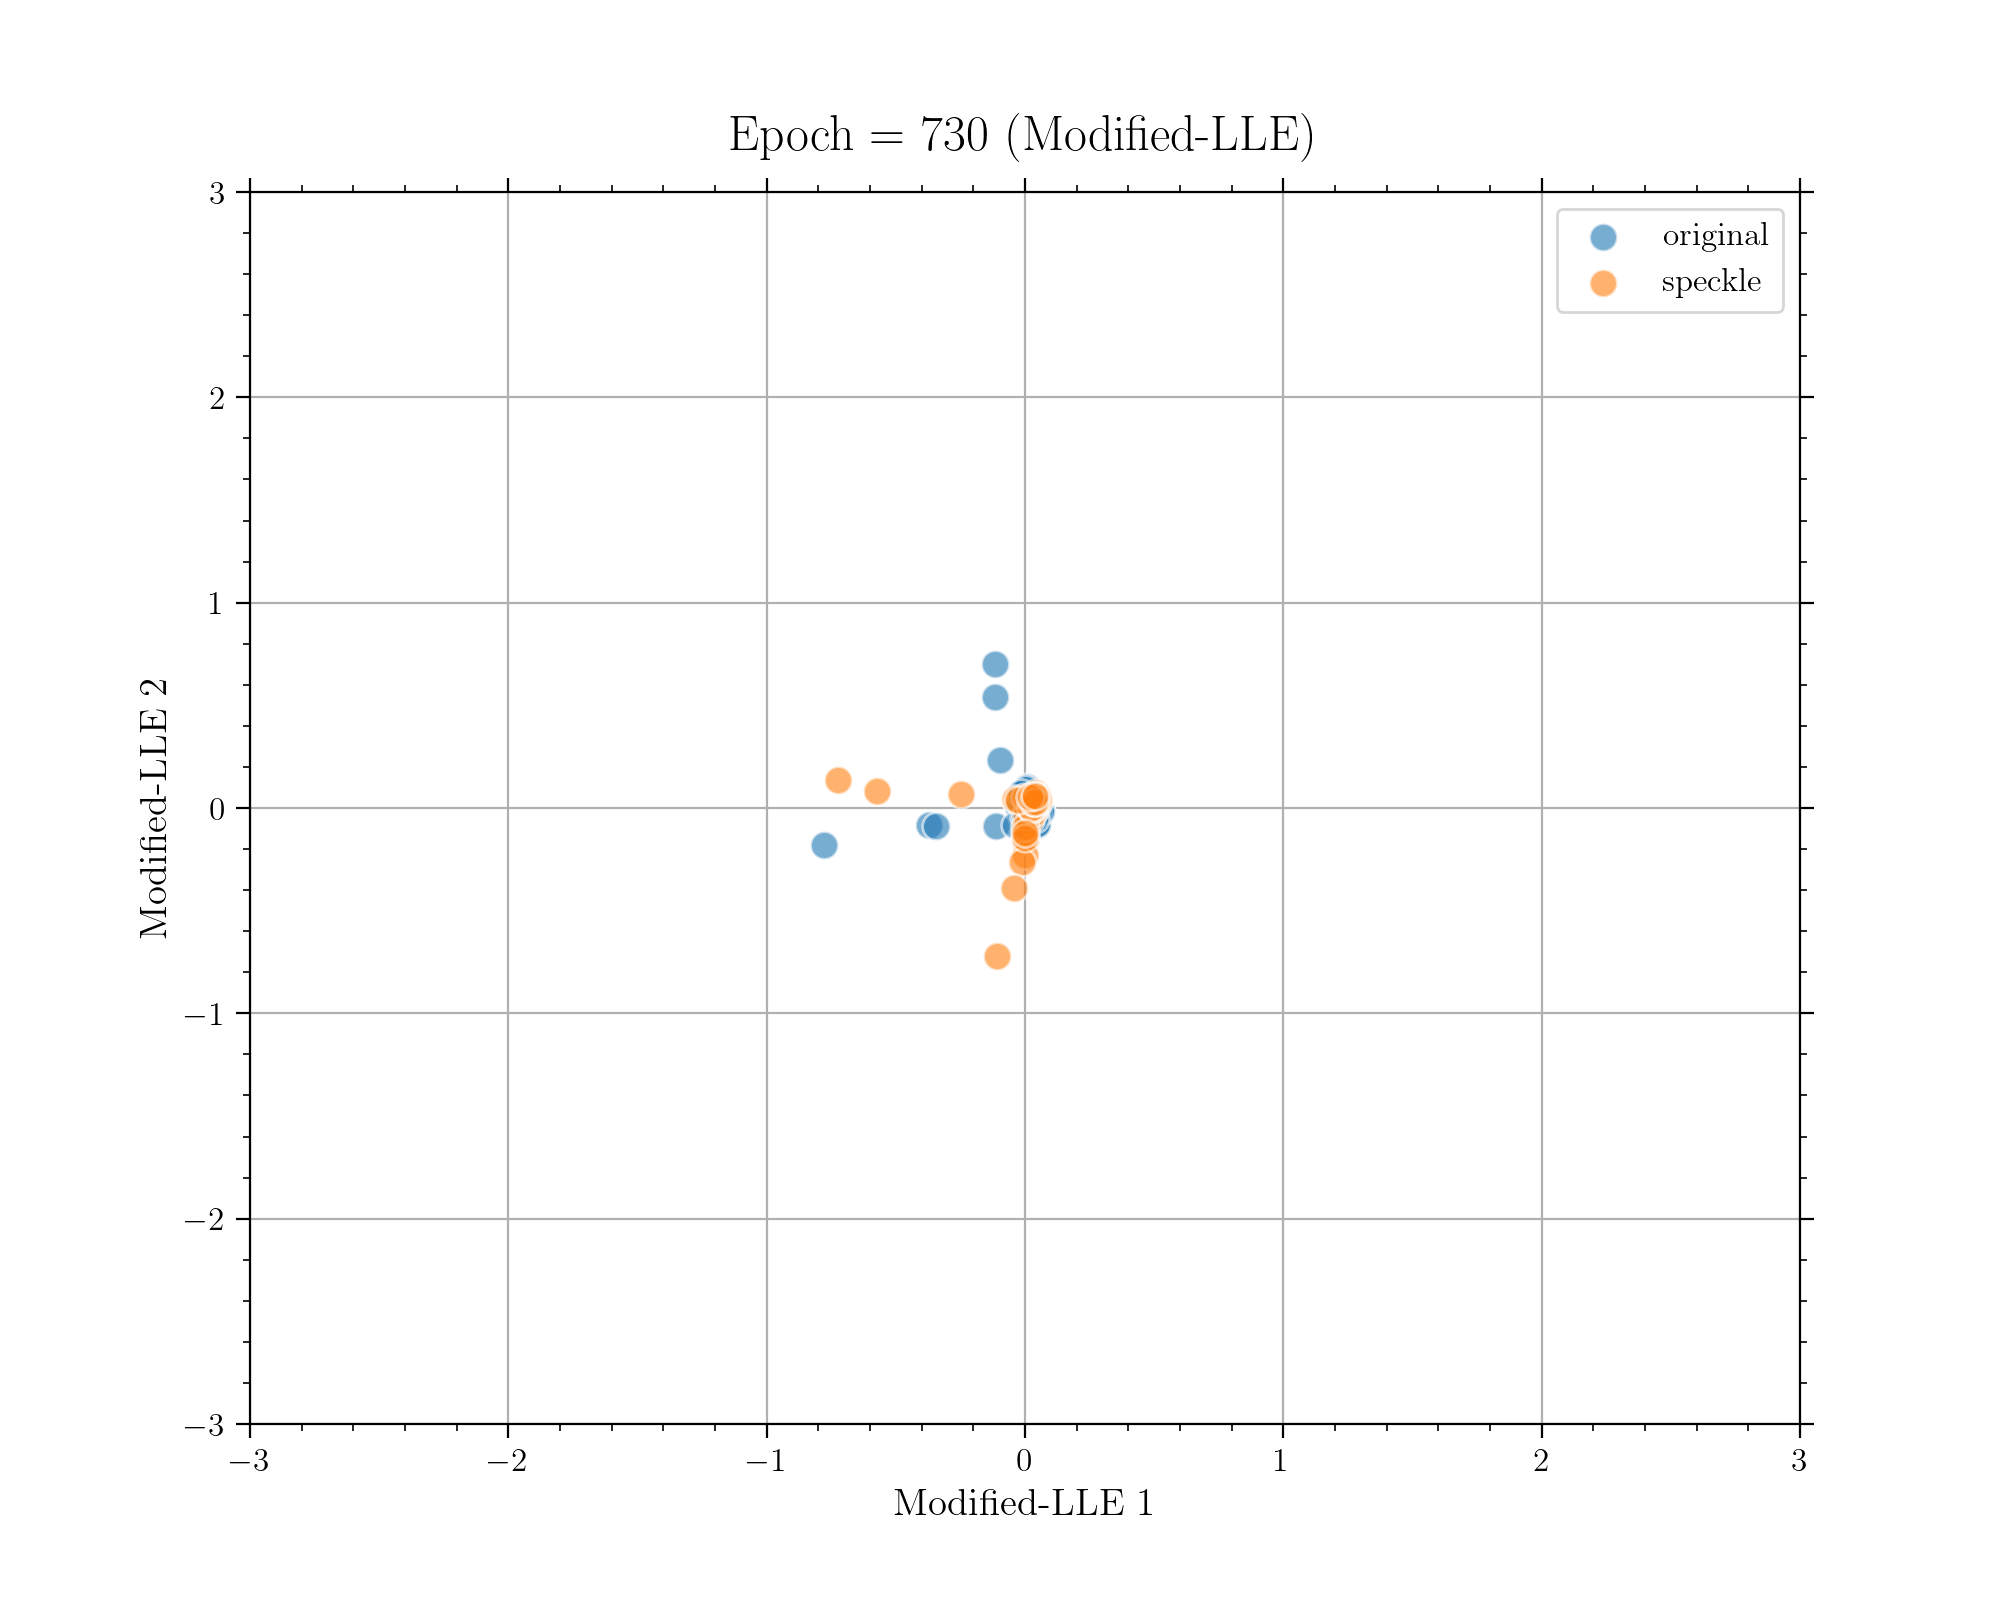 Epoch = 730 (Modified-LLE)
original
speckle
3
2
1
0
−1
−2
−3
Modified-LLE 2
−3 −2 −1 0 1 2 3
Modified-LLE 1